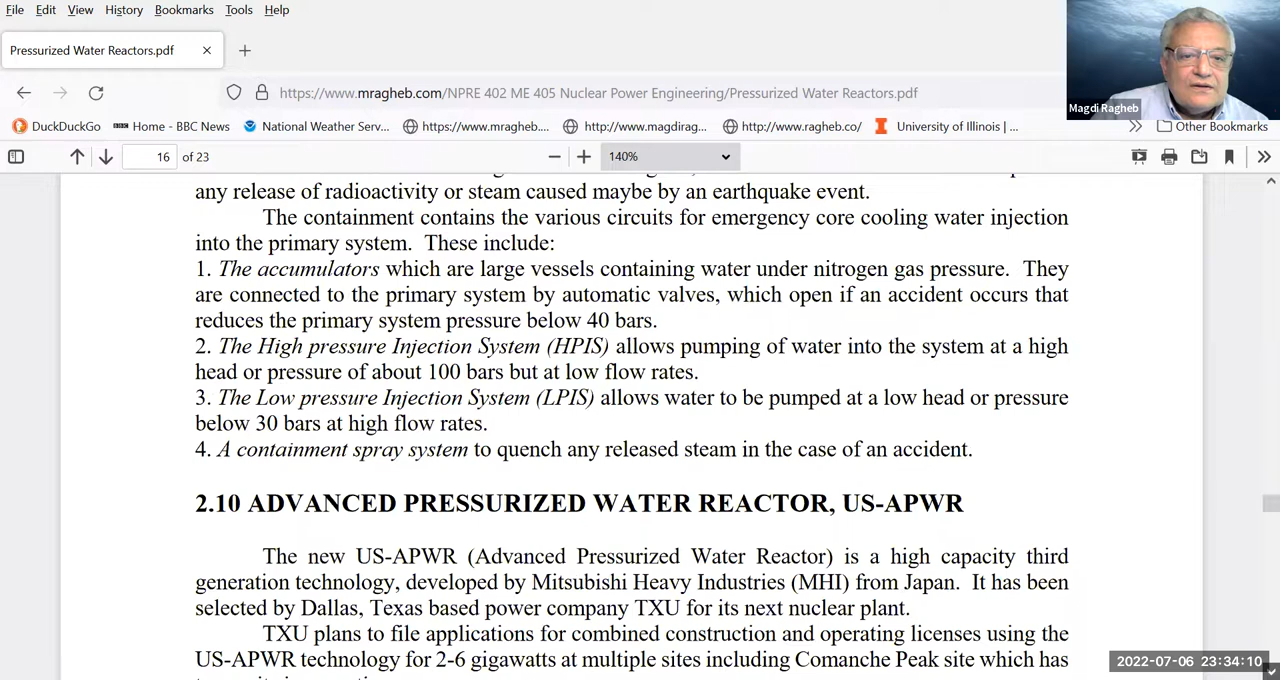 File Edit View History Bookmarks Tools Help
Pressurized Water Reactors.pdf
https://www.mragheb.com/NPRE 402 ME 405 Nuclear Power Engineering/Pressurized Water Reactors.pdf
Magdi Ragheb
DuckDuckGo BBC Home - BBC News National Weather Serv... https://www.mragheb.... http://www.magdirag... http://www.ragheb.co/ University of Illinois |... Other Bookmarks
16 of 23 140%
any release of radioactivity or steam caused maybe by an earthquake event.
The containment contains the various circuits for emergency core cooling water injection
into the primary system. These include:
1. The accumulators which are large vessels containing water under nitrogen gas pressure. They
are connected to the primary system by automatic valves, which open if an accident occurs that
reduces the primary system pressure below 40 bars.
2. The High pressure Injection System (HPIS) allows pumping of water into the system at a high
head or pressure of about 100 bars but at low flow rates.
3. The Low pressure Injection System (LPIS) allows water to be pumped at a low head or pressure
below 30 bars at high flow rates.
4. A containment spray system to quench any released steam in the case of an accident.
2.10 ADVANCED PRESSURIZED WATER REACTOR, US-APWR
The new US-APWR (Advanced Pressurized Water Reactor) is a high capacity third
generation technology, developed by Mitsubishi Heavy Industries (MHI) from Japan. It has been
selected by Dallas, Texas based power company TXU for its next nuclear plant.
TXU plans to file applications for combined construction and operating licenses using the
US-APWR technology for 2-6 gigawatts at multiple sites including Comanche Peak site which has
2022-07-06 23:34:10